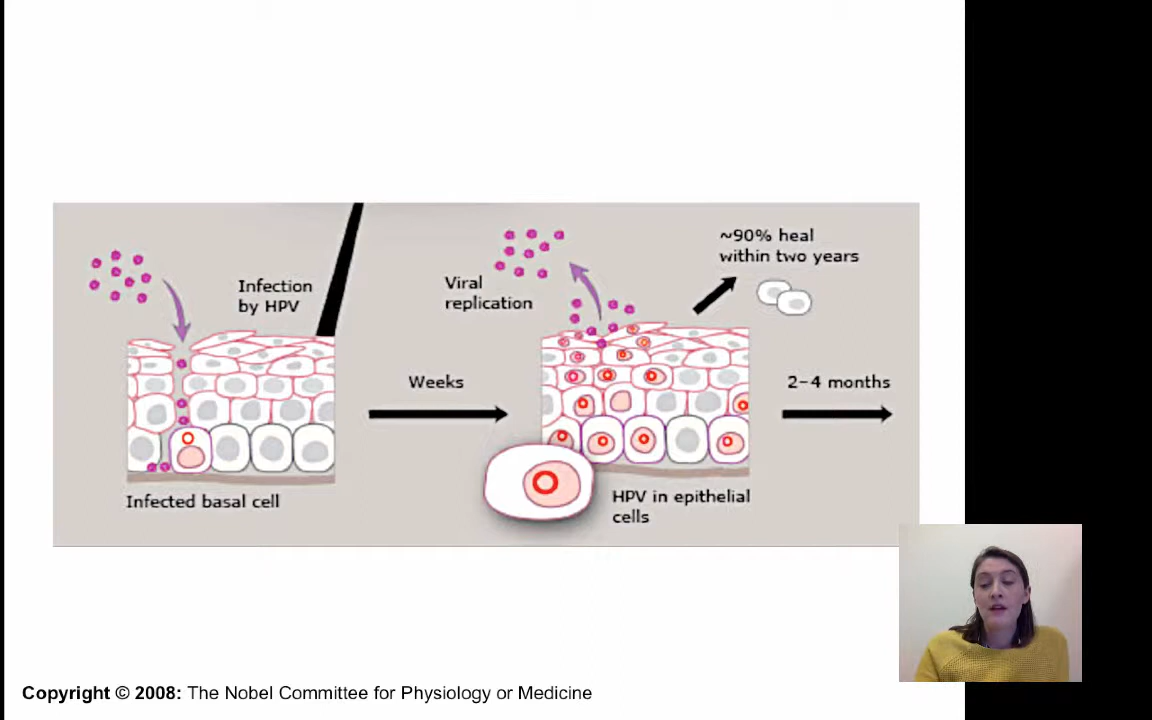 Infection
by HPV
Infected basal cell
Weeks
Viral
replication
HPV in epithelial
cells
~90% heal
within two years
2–4 months
Copyright © 2008: The Nobel Committee for Physiology or Medicine